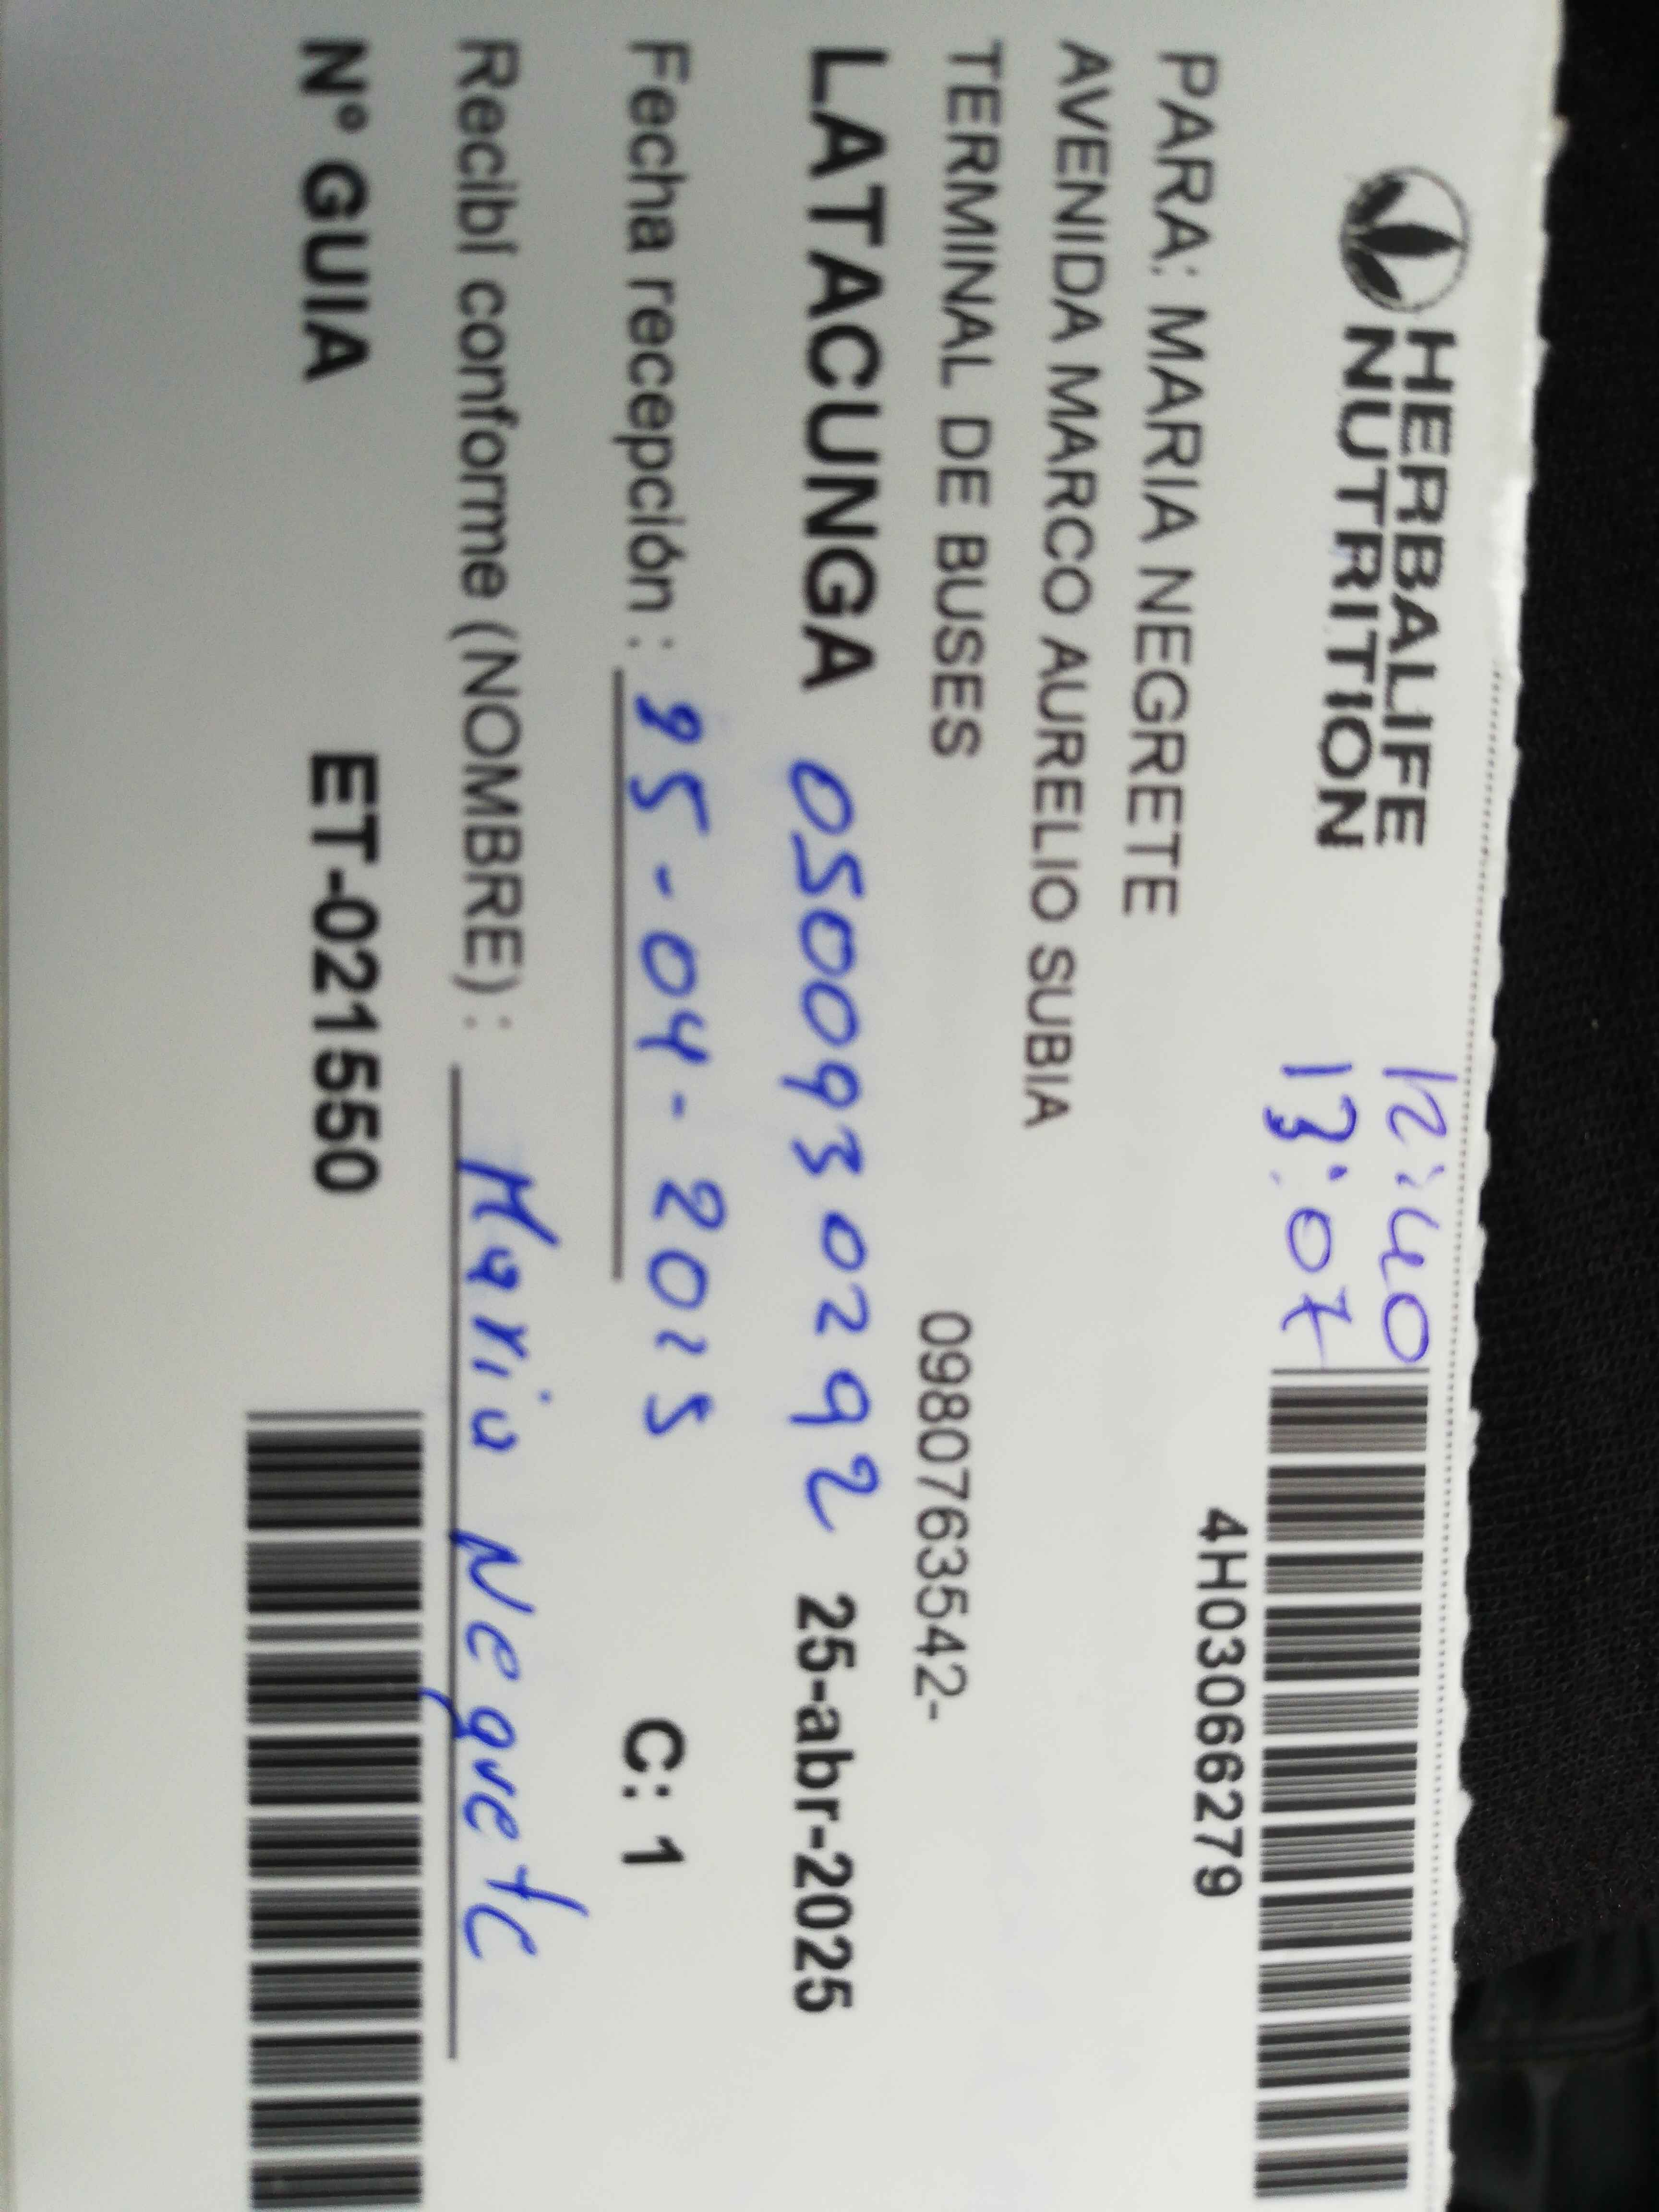 HERBALIFE
NUTRITION
12:40
13:07
4H03066279
PARA: MARIA NEGRETE
AVENIDA MARCO AURELIO SUBIA
TERMINAL DE BUSES 0980763542-
LATACUNGA 0500930292 25-abr-2025
Fecha recepción : 25-04-2025 C: 1
Recibí conforme (NOMBRE) : Maria Negrete
N° GUIA ET-021550